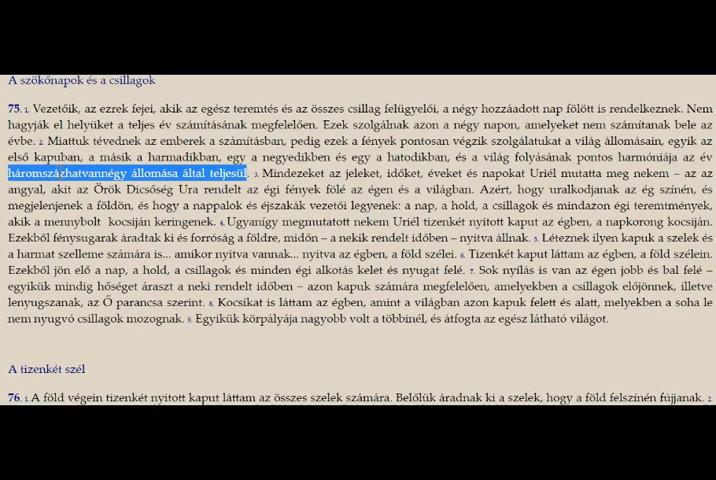 A szökőnapok és a csillagok
75. 1. Vezetőik, az ezrek fejei, akik az egész teremtés és az összes csillag felügyelői, a négy hozzáadott nap fölött is rendelkeznek. Nem
hagyják el helyüket a teljes év számításának megfelelően. Ezek szolgálnak azon a négy napon, amelyeket nem számítanak bele az
évbe. 2. Miattuk tévednek az emberek a számításban, pedig ezek a fények pontosan végzik szolgálatukat a világ állomásain, egyik az
első kapuban, a másik a harmadikban, egy a negyedikben és egy a hatodikban, és a világ folyásának pontos harmóniája az év
háromszázhatvannégy állomása által teljesül. 3. Mindezeket az jeleket, időket, éveket és napokat Uriél mutatta meg nekem – az az
angyal, akit az Örök Dicsőség Ura rendelt az égi fények fölé az égen és a világban. Azért, hogy uralkodjanak az ég színén, és
megjelenjenek a földön, és hogy a nappalok és éjszakák vezetői legyenek: a nap, a hold, a csillagok és mindazon égi teremtmények,
akik a mennybolt kocsiján keringenek. 4. Ugyanígy megmutatott nekem Uriél tizenkét nyitott kaput az égben, a napkorong kocsiján.
Ezekből fénysugarak áradtak ki és forróság a földre, midőn – a nekik rendelt időben – nyitva állnak. 5. Léteznek ilyen kapuk a szelek és
a harmat szelleme számára is... amikor nyitva vannak... nyitva az égben, a föld szélei. 6. Tizenkét kaput láttam az égben, a föld szélein.
Ezekből jön elő a nap, a hold, a csillagok és minden égi alkotás kelet és nyugat felé. 7. Sok nyílás is van az égen jobb és bal felé –
egyikük mindig hőséget áraszt a neki rendelt időben – azon kapuk számára megfelelően, amelyekben a csillagok előjönnek, illetve
lenyugszanak, az Ő parancsa szerint. 8. Kocsikat is láttam az égben, amint a világban azon kapuk felett és alatt, melyekben a soha le
nem nyugvó csillagok mozognak. 9. Egyikük körpályája nagyobb volt a többinél, és átfogta az egész látható világot.
A tizenkét szél
76. 1. A föld végein tizenkét nyitott kaput láttam az összes szelek számára. Belőlük áradnak ki a szelek, hogy a föld felszínén fújjanak. 2.